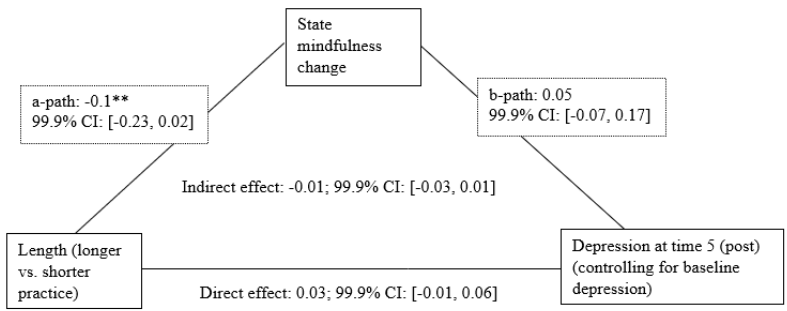 State
mindfulness
change
a-path: -0.1**
99.9% CI: [-0.23, 0.02]
b-path: 0.05
99.9% CI: [-0.07, 0.17]
Indirect effect: -0.01; 99.9% CI: [-0.03, 0.01]
Length (longer
vs. shorter
practice)
Depression at time 5 (post)
(controlling for baseline
depression)
Direct effect: 0.03; 99.9% CI: [-0.01, 0.06]